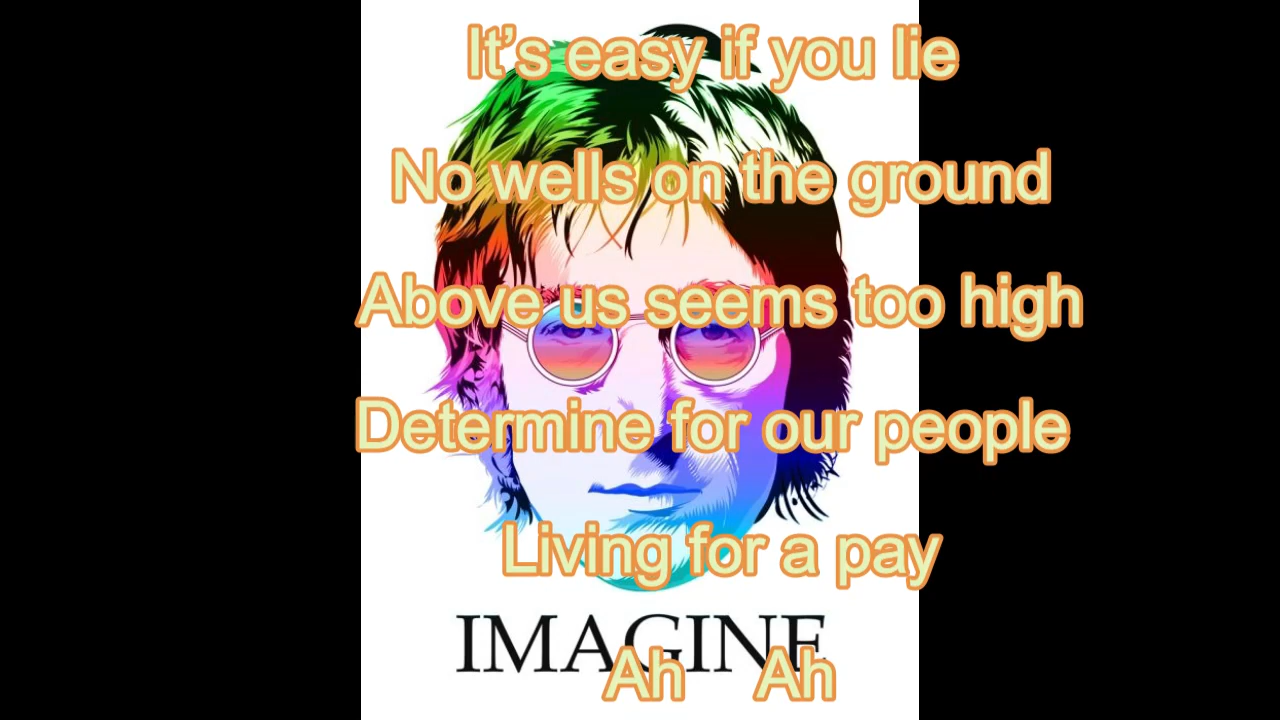 It's easy if you lie
No wells on the ground
Above us seems too high
Determine for our people
Living for a pay
IMAGINE
Ah Ah